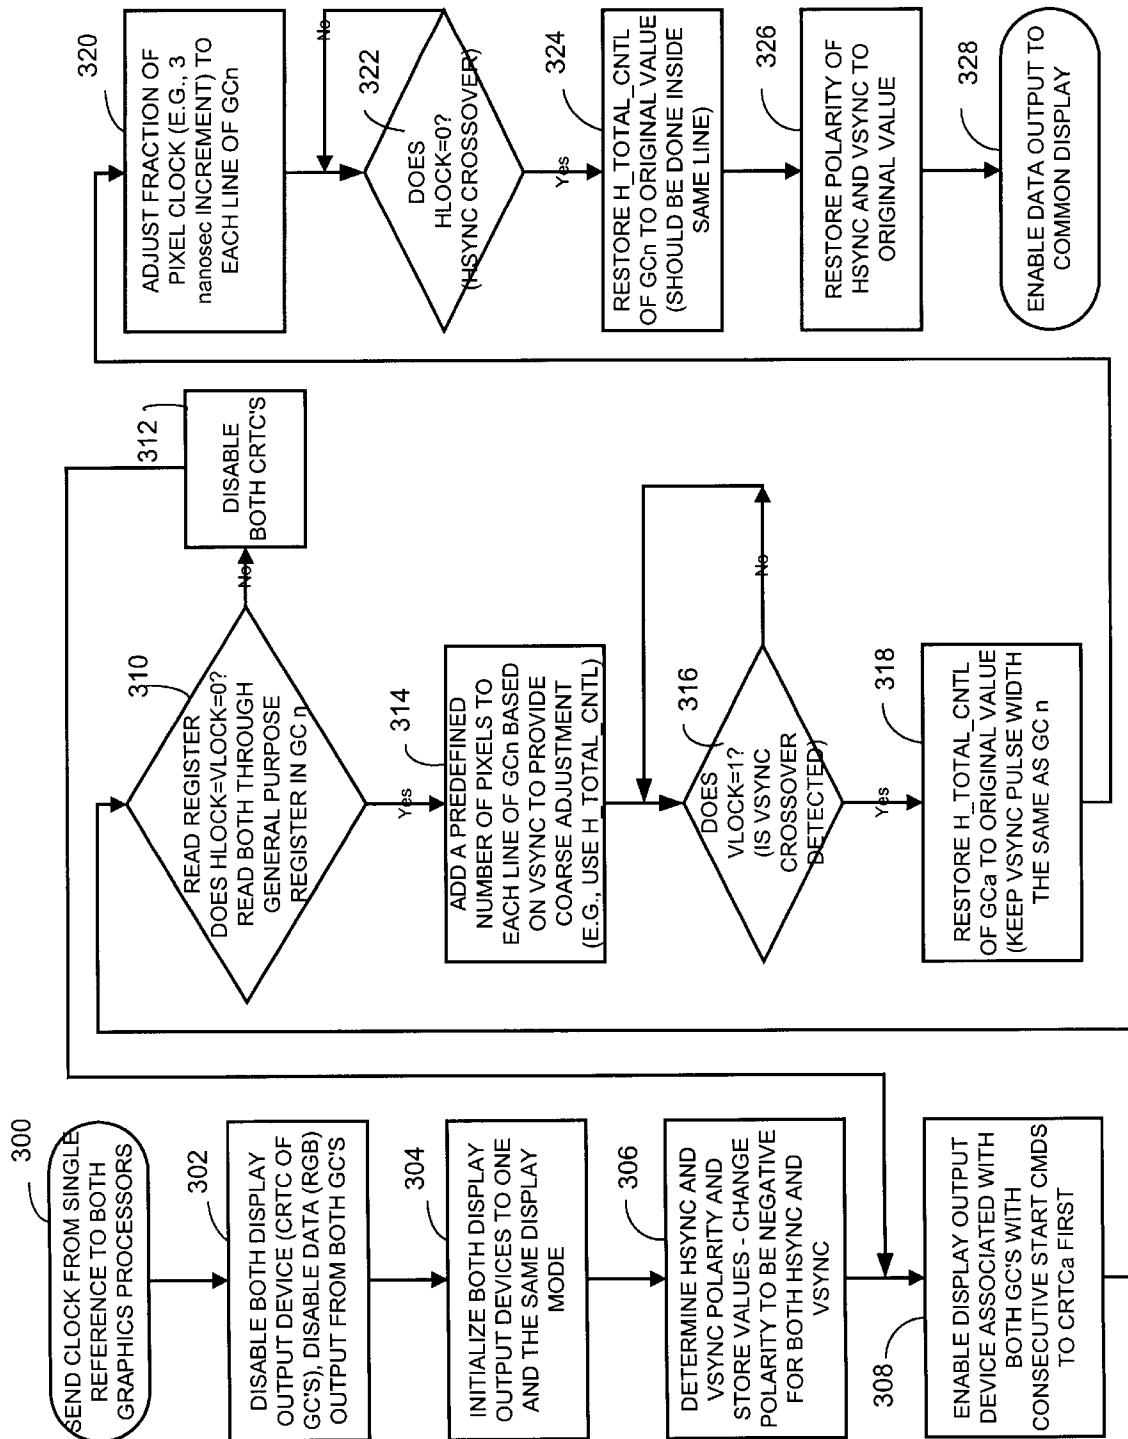 300
SEND CLOCK FROM SINGLE
REFERENCE TO BOTH
GRAPHICS PROCESSORS
302
DISABLE BOTH DISPLAY
OUTPUT DEVICE (CRTC OF
GC'S), DISABLE DATA (RGB)
OUTPUT FROM BOTH GC'S
304
INITIALIZE BOTH DISPLAY
OUTPUT DEVICES TO ONE
AND THE SAME DISPLAY
MODE
306
DETERMINE HSYNC AND
VSYNC POLARITY AND
STORE VALUES - CHANGE
POLARITY TO BE NEGATIVE
FOR BOTH HSYNC AND
VSYNC
308
ENABLE DISPLAY OUTPUT
DEVICE ASSOCIATED WITH
BOTH GC'S WITH
CONSECUTIVE START CMDS
TO CRTCa FIRST
310
READ REGISTER
DOES HLOCK=VLOCK=0?
READ BOTH THROUGH
GENERAL PURPOSE
REGISTER IN GC n
No
312
DISABLE
BOTH CRTC'S
Yes
314
ADD A PREDEFINED
NUMBER OF PIXELS TO
EACH LINE OF GCn BASED
ON VSYNC TO PROVIDE
COARSE ADJUSTMENT
(E.G., USE H_TOTAL_CNTL)
316
DOES
VLOCK=1?
(IS VSYNC
CROSSOVER
DETECTED)
No
Yes
318
RESTORE H_TOTAL_CNTL
OF GCa TO ORIGINAL VALUE
(KEEP VSYNC PULSE WIDTH
THE SAME AS GC n
320
ADJUST FRACTION OF
PIXEL CLOCK (E.G., 3
nanosec INCREMENT) TO
EACH LINE OF GCn
322
DOES
HLOCK=0?
(HSYNC CROSSOVER)
No
Yes
324
RESTORE H_TOTAL_CNTL
OF GCn TO ORIGINAL VALUE
(SHOULD BE DONE INSIDE
SAME LINE)
326
RESTORE POLARITY OF
HSYNC AND VSYNC TO
ORIGINAL VALUE
328
ENABLE DATA OUTPUT TO
COMMON DISPLAY